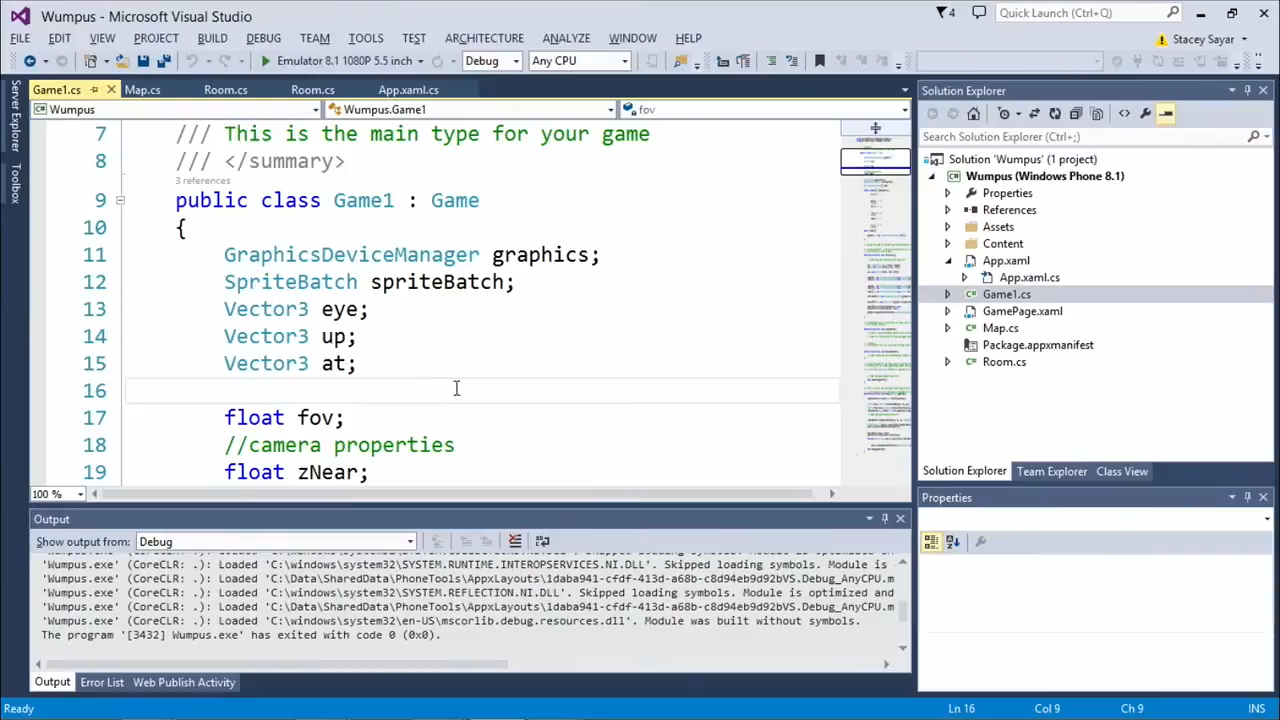 Wumpus - Microsoft Visual Studio
4
Quick Launch (Ctrl+Q)
FILE EDIT VIEW PROJECT BUILD DEBUG TEAM TOOLS TEST ARCHITECTURE ANALYZE WINDOW HELP
Stacey Sayar
Emulator 8.1 1080P 5.5 inch
Debug
Any CPU
Server Explorer
Toolbox
Game1.cs
Map.cs
Room.cs
Room.cs
App.xaml.cs
Wumpus
Wumpus.Game1
fov
7 /// This is the main type for your game
8 /// </summary>
references
9 public class Game1 : Game
10 {
11 GraphicsDeviceManager graphics;
12 SpriteBatch spriteBatch;
13 Vector3 eye;
14 Vector3 up;
15 Vector3 at;
16
17 float fov;
18 //camera properties
19 float zNear;
100 %
Solution Explorer
Search Solution Explorer (Ctrl+;)
Solution 'Wumpus' (1 project)
Wumpus (Windows Phone 8.1)
Properties
References
Assets
Content
App.xaml
App.xaml.cs
Game1.cs
GamePage.xaml
Map.cs
Package.appxmanifest
Room.cs
Solution Explorer Team Explorer Class View
Properties
Output
Show output from: Debug
'Wumpus.exe' (CoreCLR: .): Loaded 'C:\windows\system32\SYSTEM.RUNTIME.INTEROPSERVICES.NI.DLL'. Skipped loading symbols. Module is
'Wumpus.exe' (CoreCLR: .): Loaded 'C:\Data\SharedData\PhoneTools\AppxLayouts\1daba941-cfdf-413d-a68b-c8d94eb9d92bVS.Debug_AnyCPU.m
'Wumpus.exe' (CoreCLR: .): Loaded 'C:\windows\system32\SYSTEM.REFLECTION.NI.DLL'. Skipped loading symbols. Module is optimized and
'Wumpus.exe' (CoreCLR: .): Loaded 'C:\Data\SharedData\PhoneTools\AppxLayouts\1daba941-cfdf-413d-a68b-c8d94eb9d92bVS.Debug_AnyCPU.m
'Wumpus.exe' (CoreCLR: .): Loaded 'C:\windows\system32\en-US\mscorlib.debug.resources.dll'. Module was built without symbols.
The program '[3432] Wumpus.exe' has exited with code 0 (0x0).
Output Error List Web Publish Activity
Ready
Ln 16 Col 9 Ch 9 INS